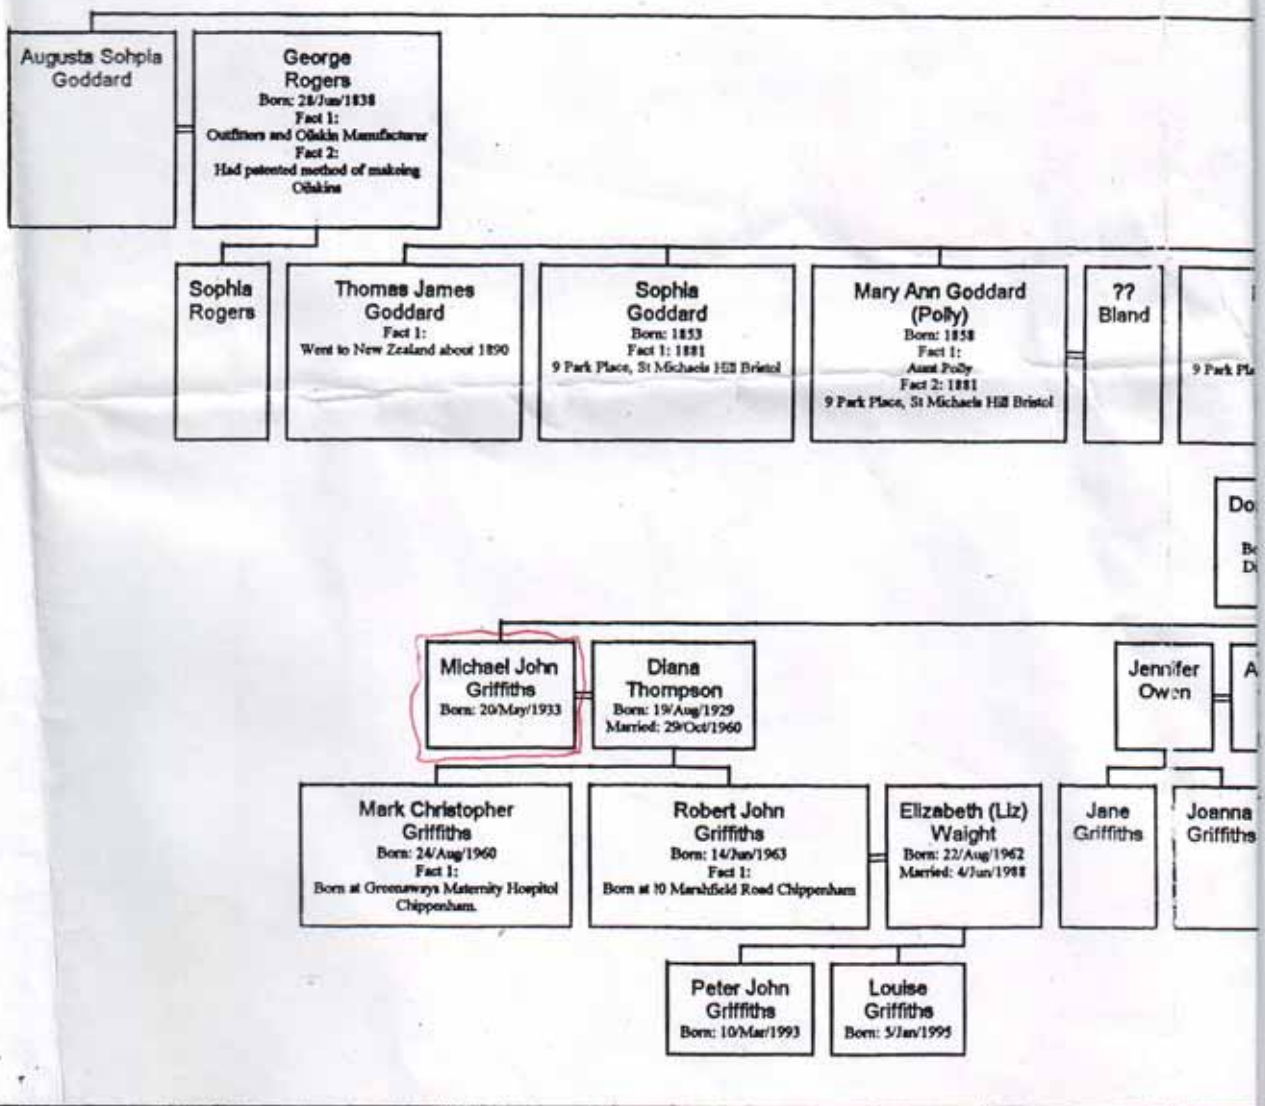 Augusta Sohpia
Goddard
George
Rogers
Born: 28/Jun/1838
Fact 1:
Outfitters and Oilskin Manufacturer
Fact 2:
Had patented method of makeing
Oilskins
Sophia
Rogers
Thomas James
Goddard
Fact 1:
Went to New Zealand about 1890
Sophia
Goddard
Born: 1853
Fact 1: 1881
9 Park Place, St Michaels Hill Bristol
Mary Ann Goddard
(Polly)
Born: 1858
Fact 1:
Aunt Polly
Fact 2: 1881
9 Park Place, St Michaels Hill Bristol
??
Bland
9 Park Pla
Do
Be
D
Michael John
Griffiths
Born: 20/May/1933
Diana
Thompson
Born: 19/Aug/1929
Married: 29/Oct/1960
Jennifer
Owen
A
Mark Christopher
Griffiths
Born: 24/Aug/1960
Fact 1:
Born at Greenaways Maternity Hospitol
Chippenham.
Robert John
Griffiths
Born: 14/Jun/1963
Fact 1:
Born at Marshfield Road Chippenham
Elizabeth (Liz)
Waight
Born: 22/Aug/1962
Married: 4/Jun/1988
Jane
Griffiths
Joanna
Griffiths
Peter John
Griffiths
Born: 10/Mar/1993
Louise
Griffiths
Born: 5/Jan/1995